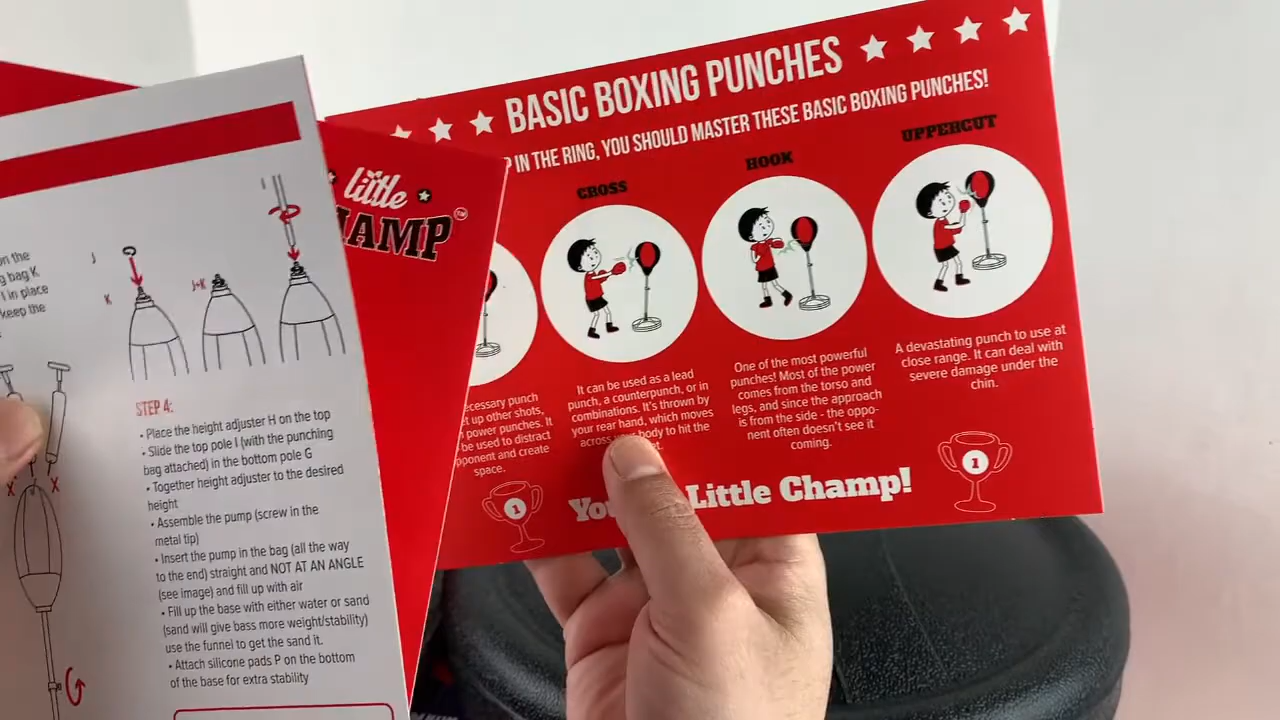 on the
g bag K
I in place
keep the
J
K
J+K
I
J
STEP 4:
• Place the height adjuster H on the top
• Slide the top pole I (with the punching
bag attached) in the bottom pole G
• Together height adjuster to the desired
height
• Assemble the pump (screw in the
metal tip)
• Insert the pump in the bag (all the way
to the end) straight and NOT AT AN ANGLE
(see image) and fill up with air
• Fill up the base with either water or sand
(sand will give bass more weight/stability)
use the funnel to get the sand it.
• Attach silicone pads P on the bottom
of the base for extra stability
X X
little
HAMP™
BASIC BOXING PUNCHES
P IN THE RING, YOU SHOULD MASTER THESE BASIC BOXING PUNCHES!
ecessary punch
t up other shots,
power punches. It
be used to distract
pponent and create
space.
CROSS
It can be used as a lead
punch, a counterpunch, or in
combinations. It's thrown by
your rear hand, which moves
across body to hit the
HOOK
One of the most powerful
punches! Most of the power
comes from the torso and
legs, and since the approach
is from the side - the oppo-
nent often doesn't see it
coming.
UPPERCUT
A devastating punch to use at
close range. It can deal with
severe damage under the
chin.
1
Little Champ!
1